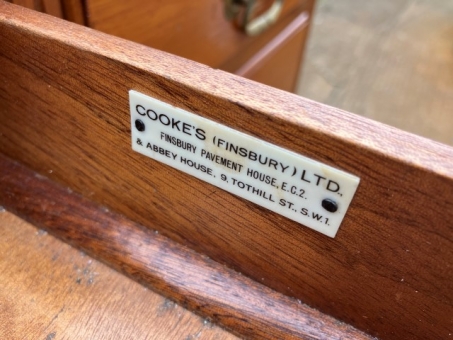 COOKE'S (FINSBURY) LTD.,
FINSBURY PAVEMENT HOUSE, E.C.2.
& ABBEY HOUSE, 9, TOTHILL ST., S.W.1.